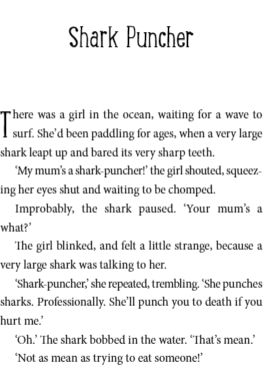 Shark Puncher
There was a girl in the ocean, waiting for a wave to
surf. She'd been paddling for ages, when a very large
shark leapt up and bared its very sharp teeth.
'My mum's a shark-puncher!' the girl shouted, squeez-
ing her eyes shut and waiting to be chomped.
Improbably, the shark paused. 'Your mum's a
what?'
The girl blinked, and felt a little strange, because a
very large shark was talking to her.
'Shark-puncher,' she repeated, trembling. 'She punches
sharks. Professionally. She'll punch you to death if you
hurt me.'
'Oh.' The shark bobbed in the water. 'That's mean.'
'Not as mean as trying to eat someone!'